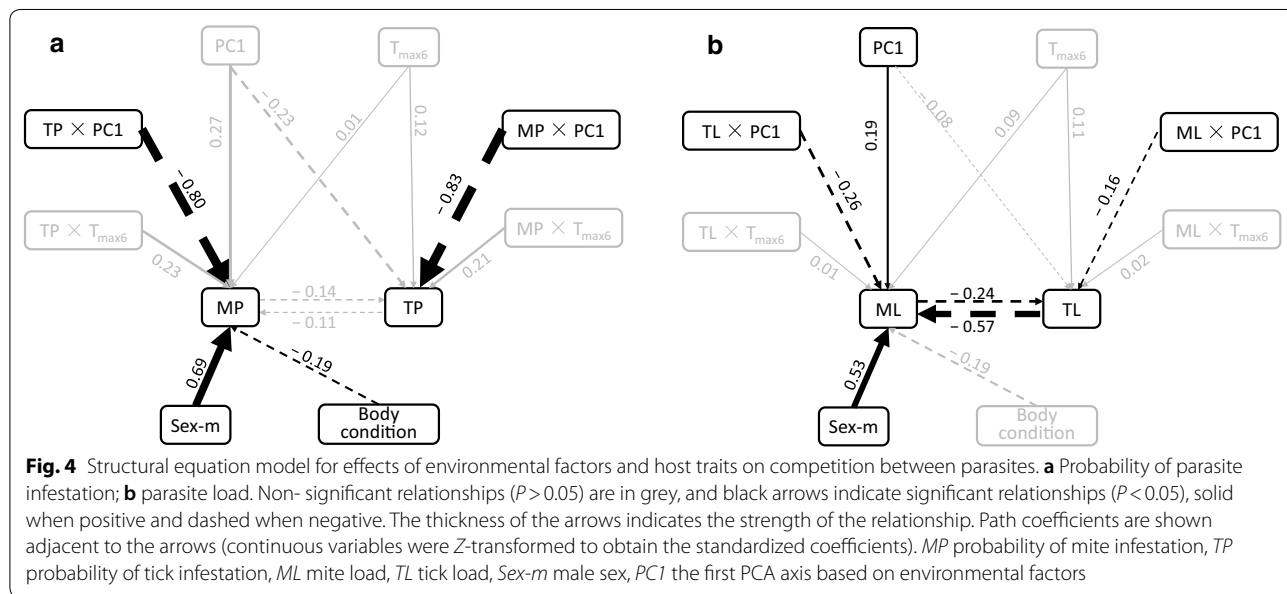 a
PC1
T max6
TP × PC1
MP × PC1
0.27
− 0.23
0.01
0.12
− 0.80
− 0.83
TP × T max6
MP × T max6
0.23
0.21
MP
− 0.14
− 0.11
TP
0.69
− 0.19
Sex-m
Body
condition
b
PC1
T max6
TL × PC1
ML × PC1
0.19
− 0.08
0.09
0.11
− 0.26
− 0.16
TL × T max6
ML × T max6
0.01
0.02
ML
− 0.24
− 0.57
TL
0.53
− 0.19
Sex-m
Body
condition
Fig. 4 Structural equation model for effects of environmental factors and host traits on competition between parasites. a Probability of parasite
infestation; b parasite load. Non- significant relationships (P > 0.05) are in grey, and black arrows indicate significant relationships (P < 0.05), solid
when positive and dashed when negative. The thickness of the arrows indicates the strength of the relationship. Path coefficients are shown
adjacent to the arrows (continuous variables were Z-transformed to obtain the standardized coefficients). MP probability of mite infestation, TP
probability of tick infestation, ML mite load, TL tick load, Sex-m male sex, PC1 the first PCA axis based on environmental factors